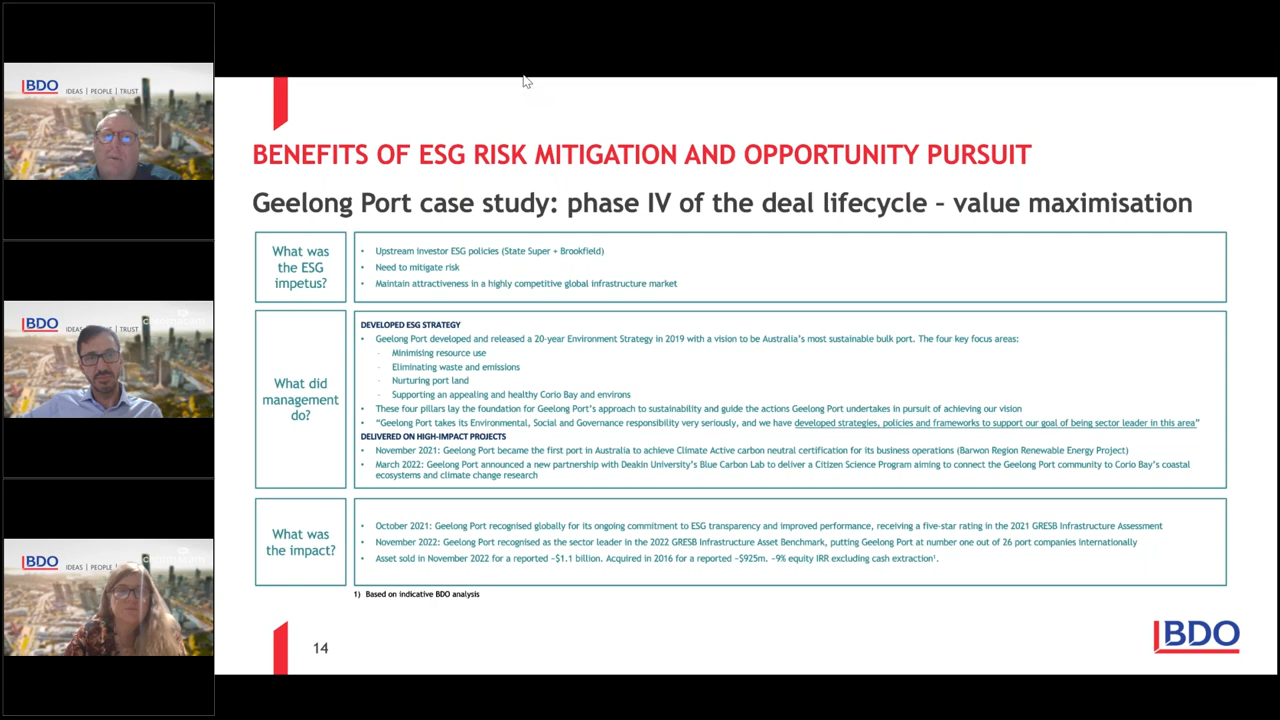 BDO
IDEAS | PEOPLE | TRUST
BDO
BDO
IDEAS | PEOPLE
BENEFITS OF ESG RISK MITIGATION AND OPPORTUNITY PURSUIT
Geelong Port case study: phase IV of the deal lifecycle – value maximisation
What was
the ESG
impetus?
• Upstream investor ESG policies (State Super + Brookfield)
• Need to mitigate risk
• Maintain attractiveness in a highly competitive global infrastructure market
What did
management
do?
DEVELOPED ESG STRATEGY
• Geelong Port developed and released a 20-year Environment Strategy in 2019 with a vision to be Australia's most sustainable bulk port. The four key focus areas:
- Minimising resource use
- Eliminating waste and emissions
- Nurturing port land
- Supporting an appealing and healthy Corio Bay and environs
• These four pillars lay the foundation for Geelong Port's approach to sustainability and guide the actions Geelong Port undertakes in pursuit of achieving our vision
• "Geelong Port takes its Environmental, Social and Governance responsibility very seriously, and we have developed strategies, policies and frameworks to support our goal of being sector leader in this area"
DELIVERED ON HIGH-IMPACT PROJECTS
• November 2021: Geelong Port became the first port in Australia to achieve Climate Active carbon neutral certification for its business operations (Barwon Region Renewable Energy Project)
• March 2022: Geelong Port announced a new partnership with Deakin University's Blue Carbon Lab to deliver a Citizen Science Program aiming to connect the Geelong Port community to Corio Bay's coastal
ecosystems and climate change research
What was
the impact?
• October 2021: Geelong Port recognised globally for its ongoing commitment to ESG transparency and improved performance, receiving a five-star rating in the 2021 GRESB Infrastructure Assessment
• November 2022: Geelong Port recognised as the sector leader in the 2022 GRESB Infrastructure Asset Benchmark, putting Geelong Port at number one out of 26 port companies internationally
• Asset sold in November 2022 for a reported ~$1.1 billion. Acquired in 2016 for a reported ~$925m. ~9% equity IRR excluding cash extraction¹.
1) Based on indicative BDO analysis
14
BDO